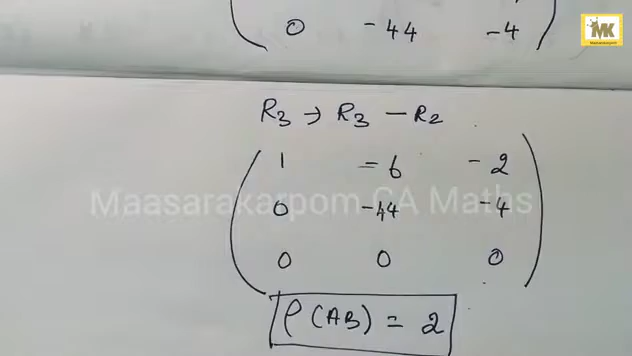 0 -44 -4
MK
Maasarakarpom
R3 → R3 - R2
1 -6 -2
Maasarakarpom CA Maths
0 -44 -4
0 0 0
ρ (AB) = 2